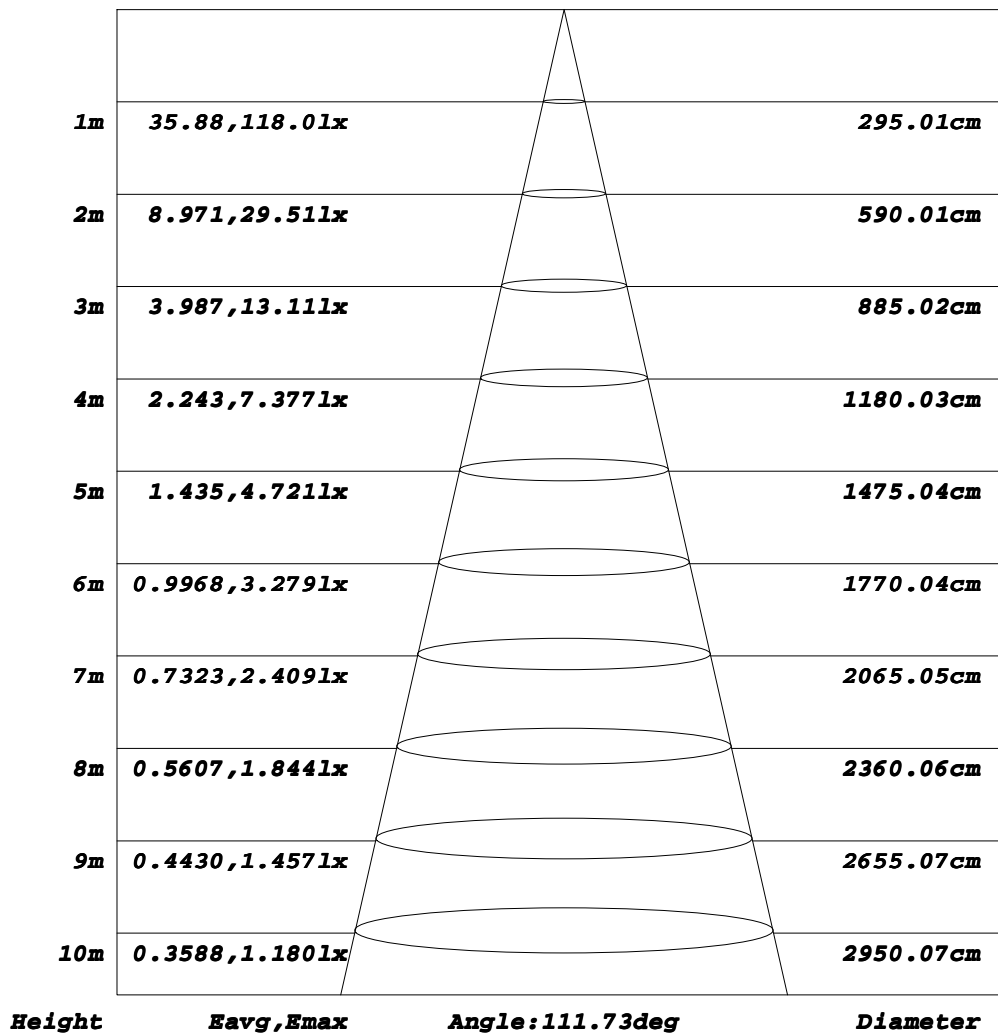 1m 35.88,118.0lx 295.01cm
2m 8.971,29.51lx 590.01cm
3m 3.987,13.11lx 885.02cm
4m 2.243,7.377lx 1180.03cm
5m 1.435,4.721lx 1475.04cm
6m 0.9968,3.279lx 1770.04cm
7m 0.7323,2.409lx 2065.05cm
8m 0.5607,1.844lx 2360.06cm
9m 0.4430,1.457lx 2655.07cm
10m 0.3588,1.180lx 2950.07cm
Height Eavg,Emax Angle:111.73deg Diameter